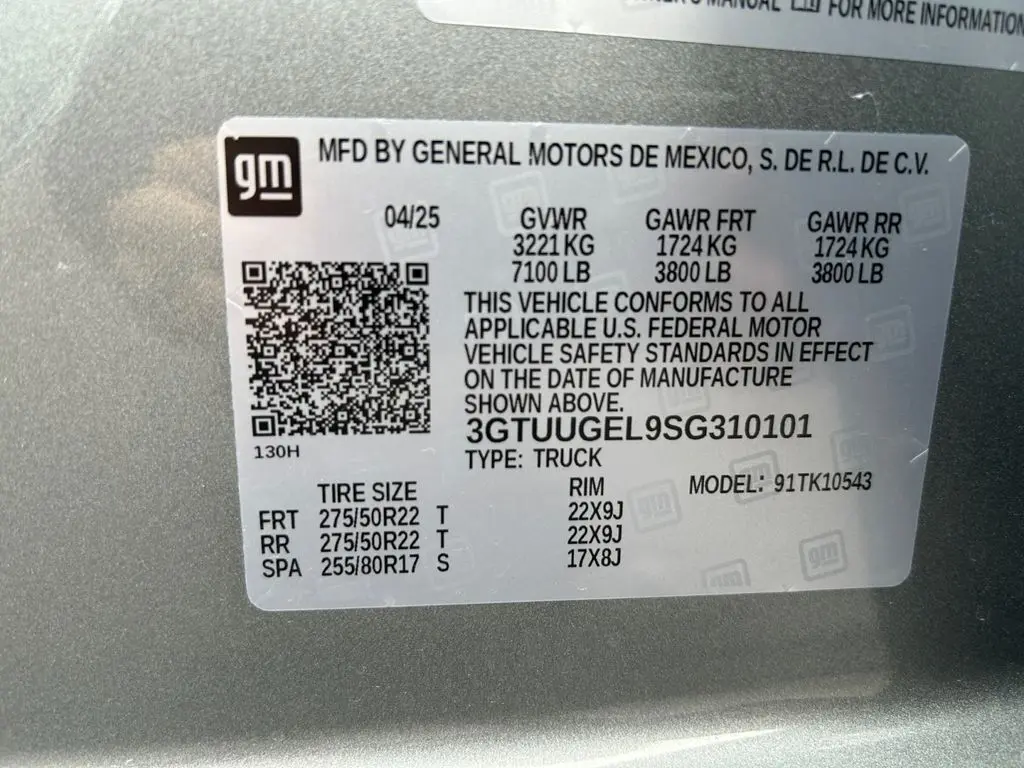 OWNER'S MANUAL FOR MORE INFORMATION
gm
MFD BY GENERAL MOTORS DE MEXICO, S. DE R.L. DE C.V.
04/25 GVWR GAWR FRT GAWR RR
3221 KG 1724 KG 1724 KG
7100 LB 3800 LB 3800 LB
THIS VEHICLE CONFORMS TO ALL
APPLICABLE U.S. FEDERAL MOTOR
VEHICLE SAFETY STANDARDS IN EFFECT
ON THE DATE OF MANUFACTURE
SHOWN ABOVE.
3GTUUGEL9SG310101
130H
TYPE: TRUCK
TIRE SIZE RIM MODEL: 91TK10543
FRT 275/50R22 T 22X9J
RR 275/50R22 T 22X9J
SPA 255/80R17 S 17X8J